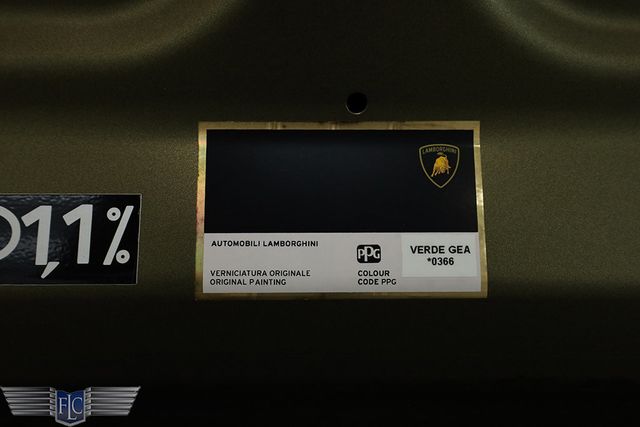 LAMBORGHINI
AUTOMOBILI LAMBORGHINI
PPG
VERDE GEA
*0366
VERNICIATURA ORIGINALE
ORIGINAL PAINTING
COLOUR
CODE PPG
1,1%
FLC